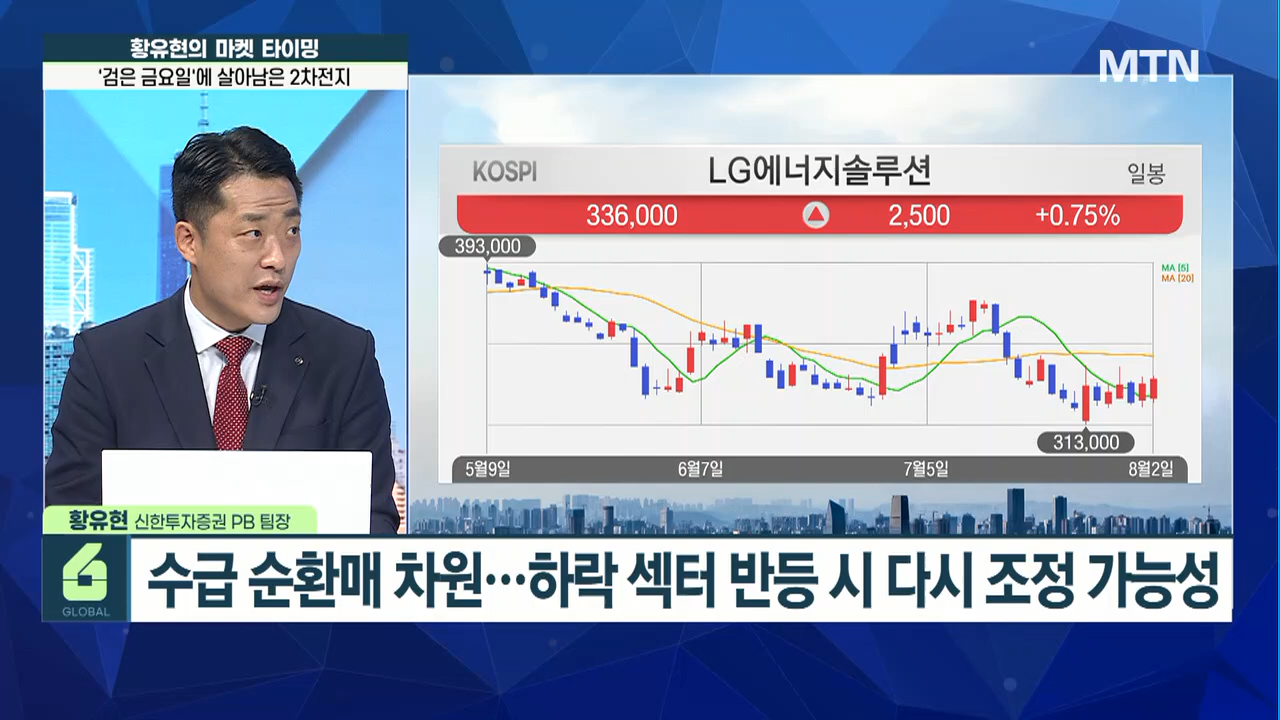 황유현의 마켓 타이밍
'검은 금요일'에 살아남은 2차전지
MTN
KOSPI
LG에너지솔루션
일봉
336,000 2,500 +0.75%
393,000
MA [5]
MA [20]
313,000
5월9일 6월7일 7월5일 8월2일
황유현 신한투자증권 PB 팀장
6
GLOBAL
수급 순환매 차원…하락 섹터 반등 시 다시 조정 가능성